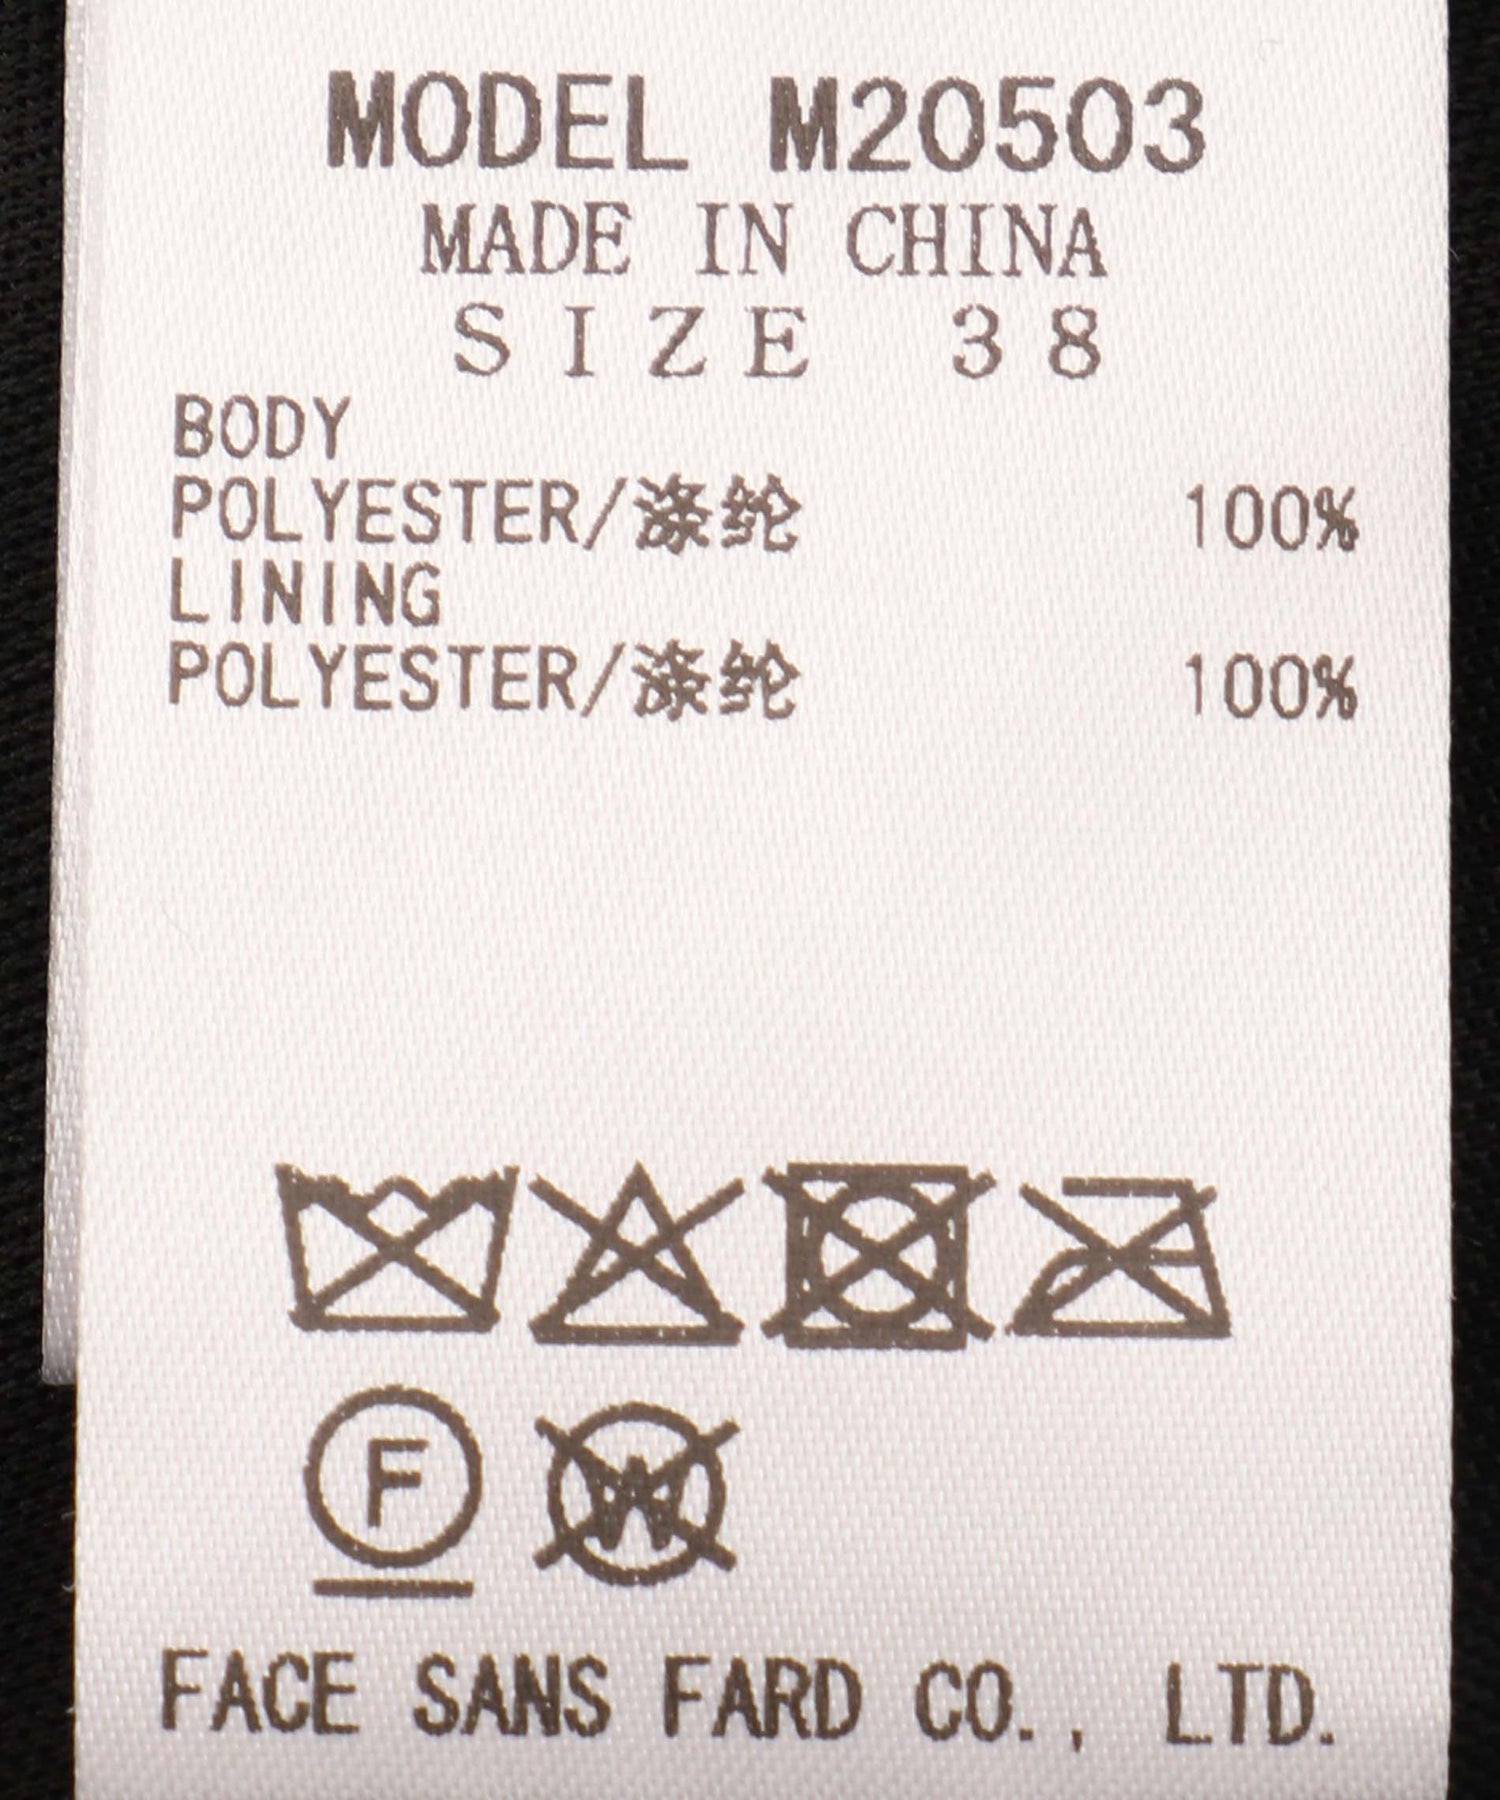 MODEL M20503
MADE IN CHINA
SIZE 38
BODY
POLYESTER/涤纶 100%
LINING
POLYESTER/涤纶 100%
F W
FACE SANS FARD CO., LTD.